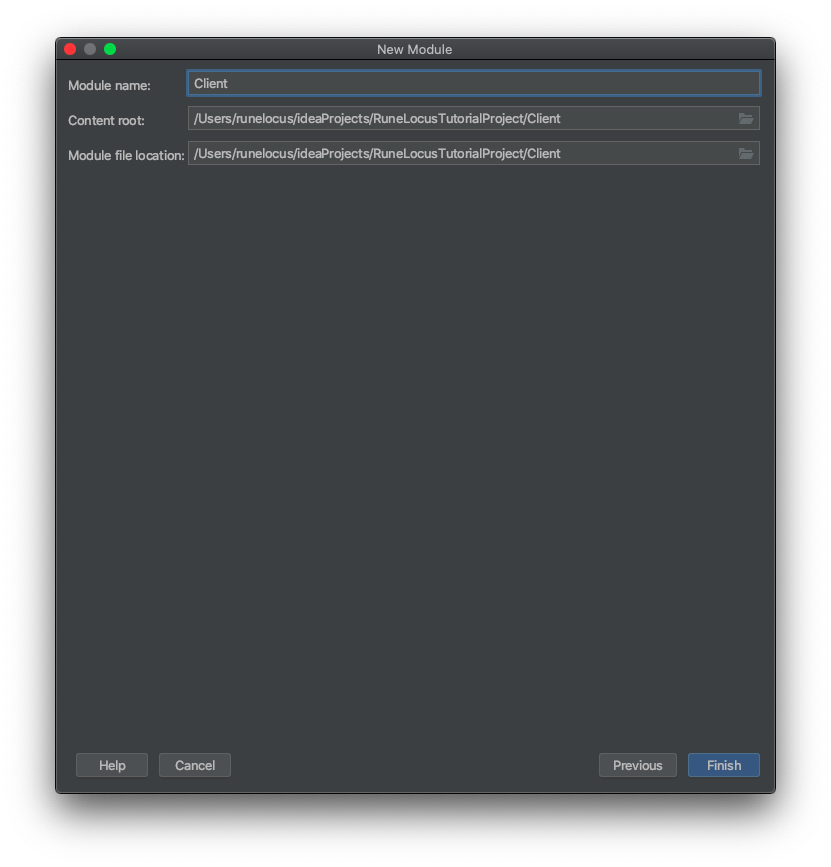 New Module
Module name: Client
Content root: /Users/runelocus/ideaProjects/RuneLocusTutorialProject/Client
Module file location: /Users/runelocus/ideaProjects/RuneLocusTutorialProject/Client
Help Cancel Previous Finish